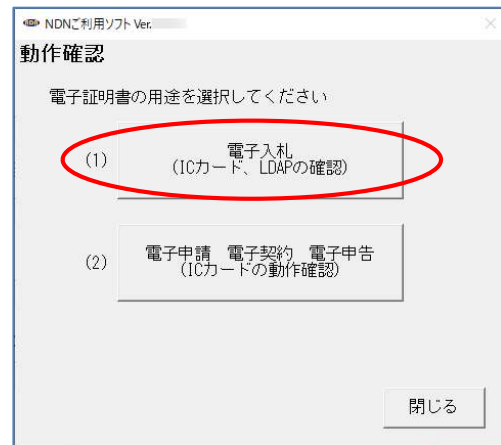 NDNご利用ソフト Ver.
動作確認
電子証明書の用途を選択してください
(1)
電子入札
(ICカード、LDAPの確認)
(2)
電子申請 電子契約 電子申告
(ICカードの動作確認)
閉じる